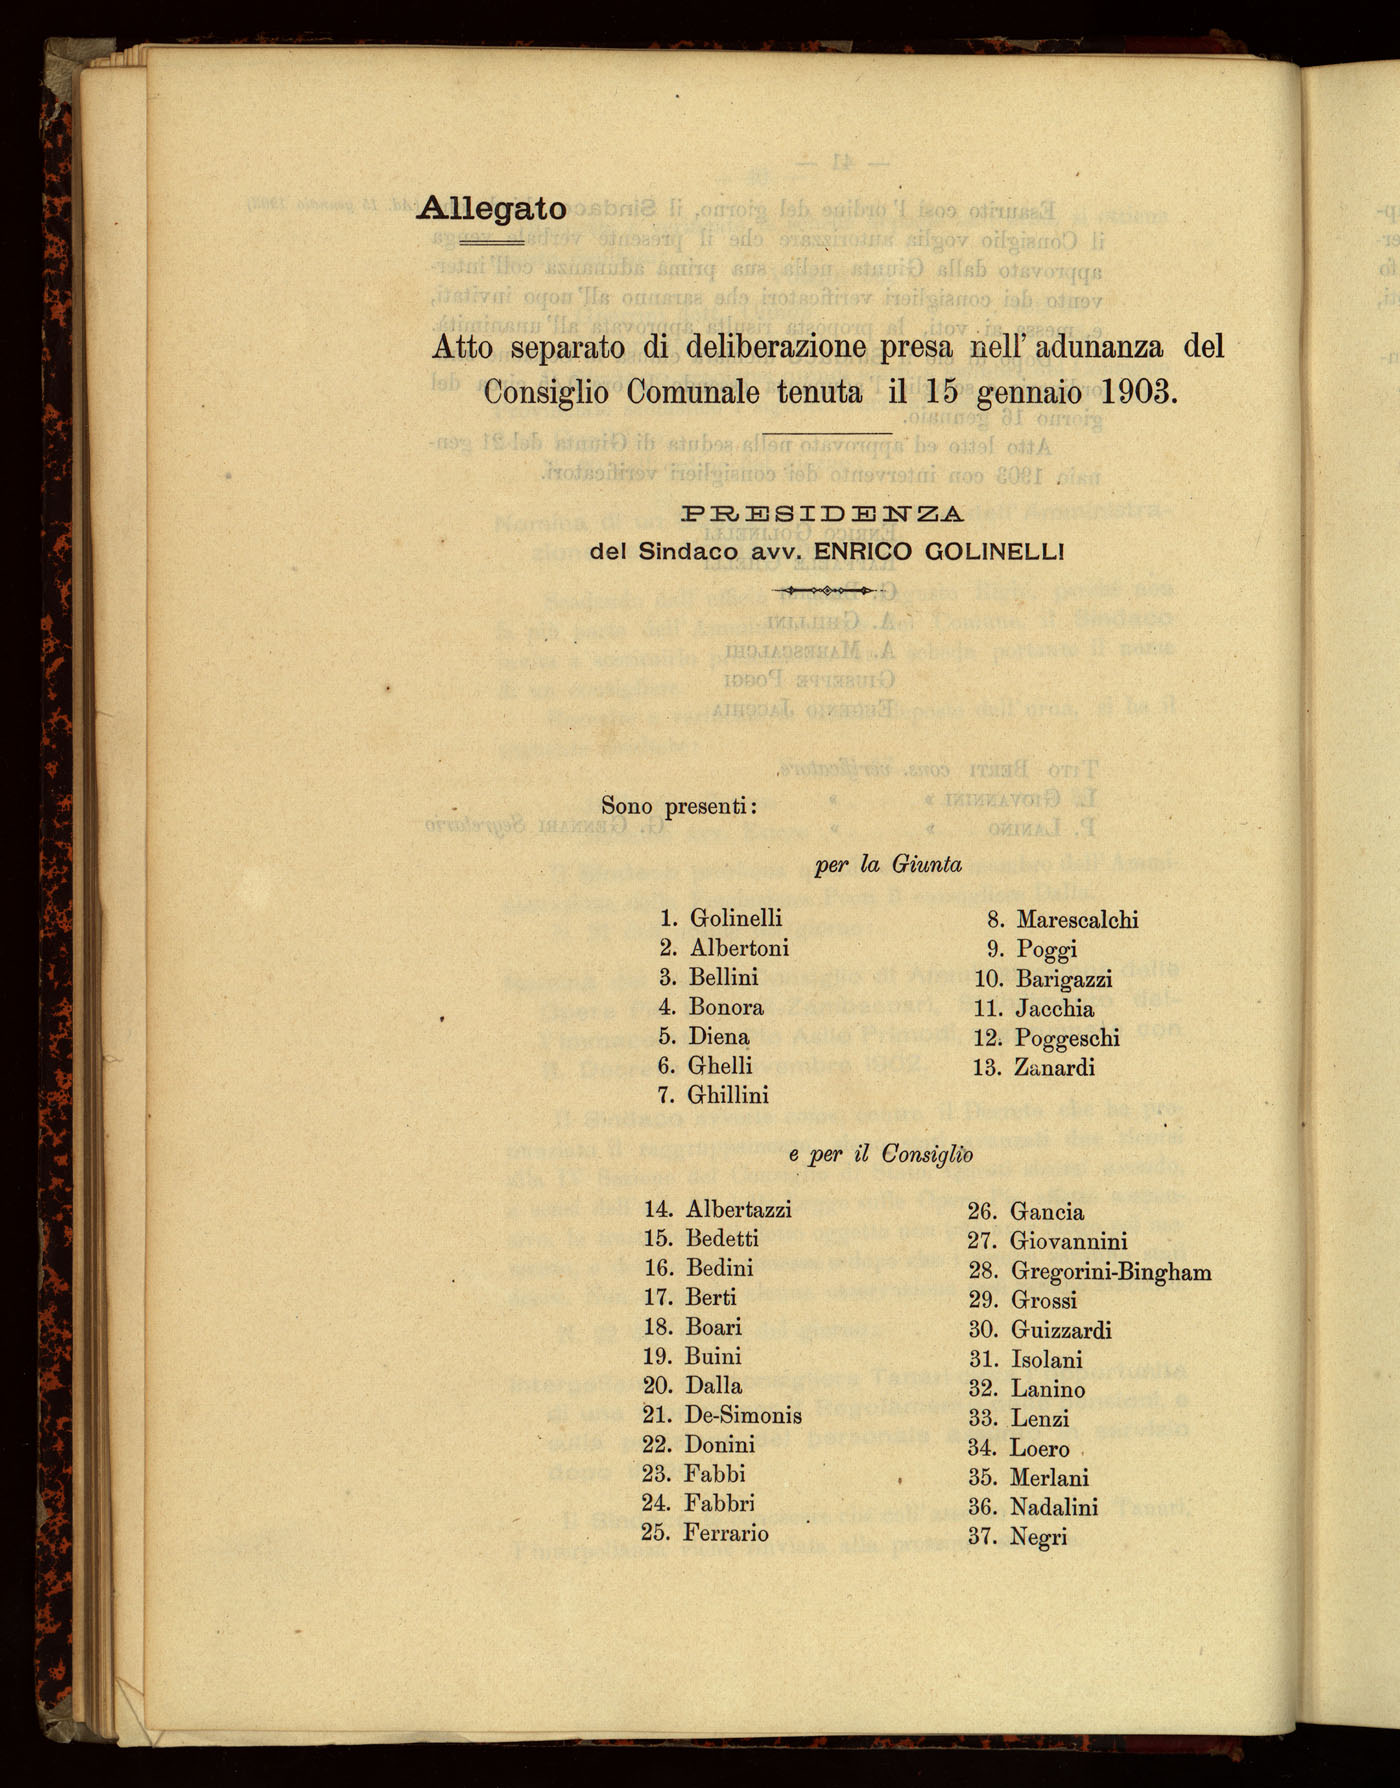 Allegato
Atto separato di deliberazione presa nell' adunanza del
Consiglio Comunale tenuta il 15 gennaio 1903.
PRESIDENZA
del Sindaco avv. ENRICO GOLINELLI
Sono presenti:
per la Giunta
1. Golinelli
2. Albertoni
3. Bellini
4. Bonora
5. Diena
6. Ghelli
7. Ghillini
8. Marescalchi
9. Poggi
10. Barigazzi
11. Jacchia
12. Poggeschi
13. Zanardi
e per il Consiglio
14. Albertazzi
15. Bedetti
16. Bedini
17. Berti
18. Boari
19. Buini
20. Dalla
21. De-Simonis
22. Donini
23. Fabbi
24. Fabbri
25. Ferrario
26. Gancia
27. Giovannini
28. Gregorini-Bingham
29. Grossi
30. Guizzardi
31. Isolani
32. Lanino
33. Lenzi
34. Loero
35. Merlani
36. Nadalini
37. Negri